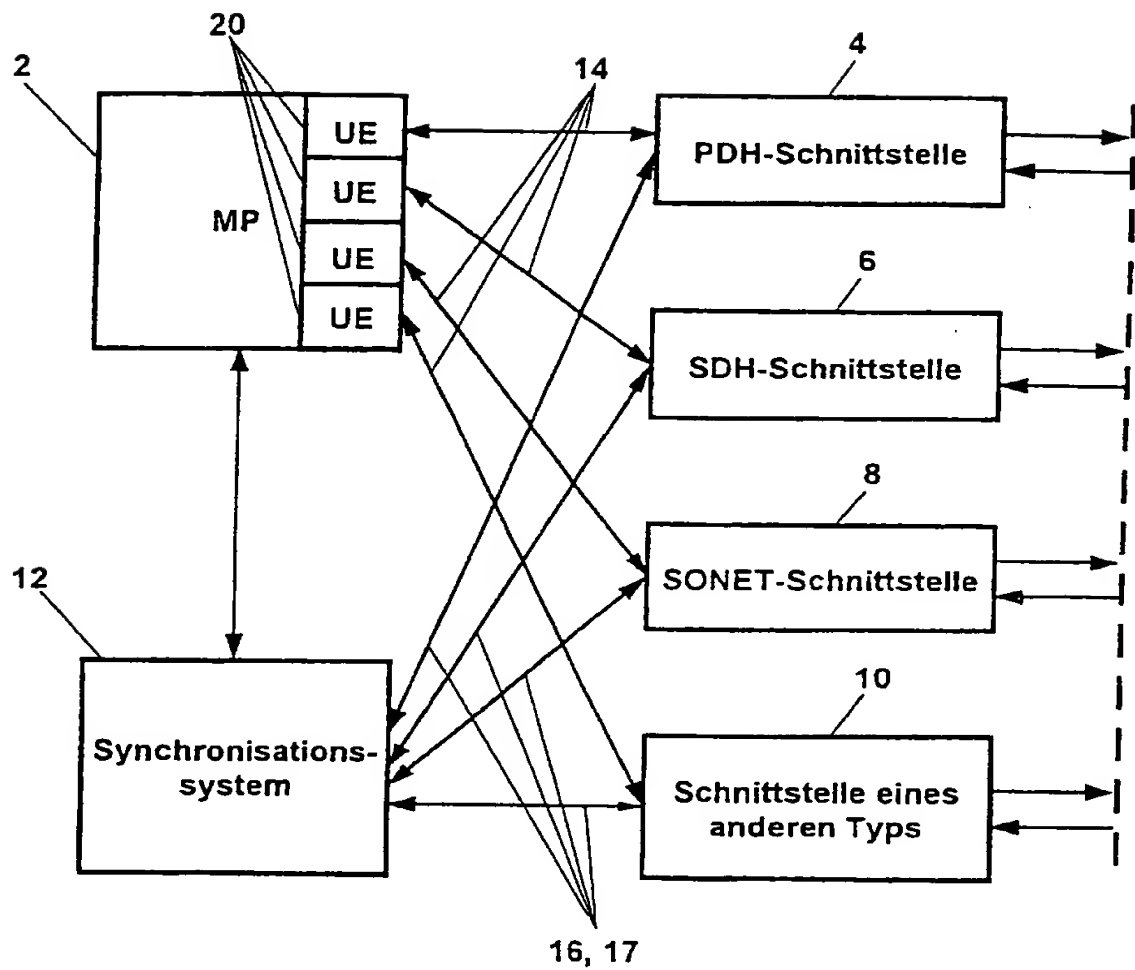 20
2
14
4
UE
UE
MP
UE
UE
PDH-Schnittstelle
6
SDH-Schnittstelle
8
SONET-Schnittstelle
12
10
Synchronisations-
system
Schnittstelle eines
anderen Typs
16, 17